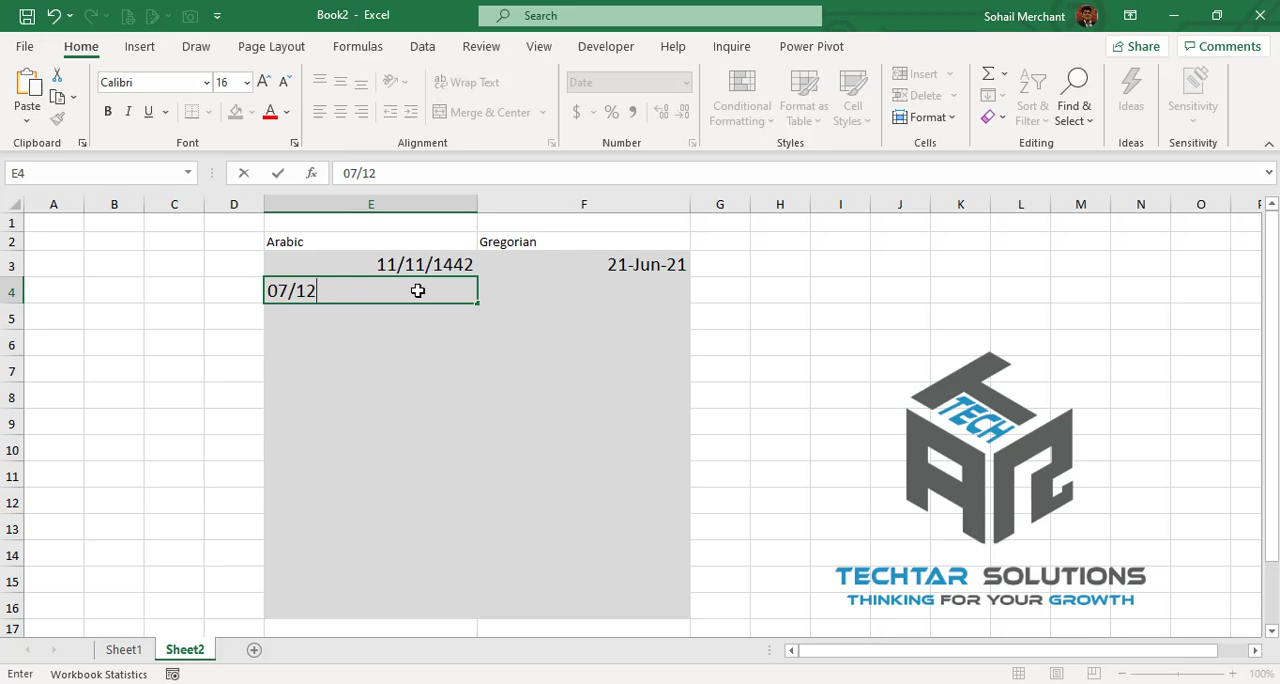 Book2 - Excel
Search
Sohail Merchant
File Home Insert Draw Page Layout Formulas Data Review View Developer Help Inquire Power Pivot Share Comments
Calibri 16 Wrap Text Date Insert
Paste B I U Merge & Center $ % Conditional Formatting Format as Table Cell Styles Delete Sort & Filter Find & Select Ideas Sensitivity
Format
Clipboard Font Alignment Number Styles Cells Editing Ideas Sensitivity
E4 fx 07/12
A B C D E F G H I J K L M N O P
1
2 Arabic Gregorian
3 11/11/1442 21-Jun-21
4 07/12
5
6
7
8
9
10
11
12
13
14
15
16
17
TECH
TAR
TECHTAR SOLUTIONS
THINKING FOR YOUR GROWTH
Sheet1 Sheet2
Enter Workbook Statistics 100%